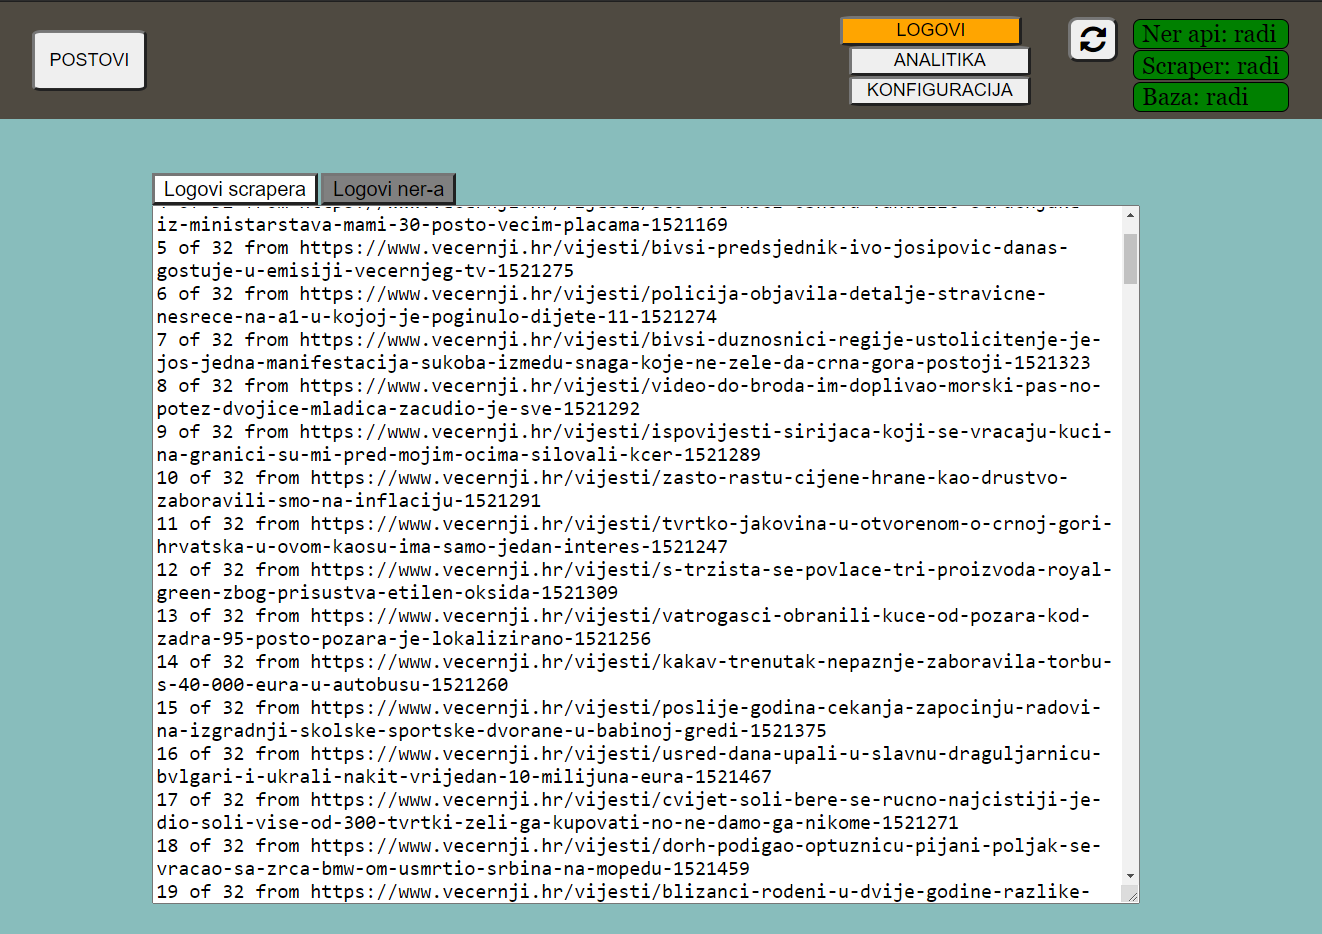 POSTOVI
LOGOVI
ANALITIKA
KONFIGURACIJA
Ner api: radi
Scraper: radi
Baza: radi
Logovi scrapera
Logovi ner-a
iz-ministarstava-mami-30-posto-vecim-placama-1521169
5 of 32 from https://www.vecernji.hr/vijesti/bivsi-predsjednik-ivo-josipovic-danas-
gostuje-u-emisiji-vecernjeg-tv-1521275
6 of 32 from https://www.vecernji.hr/vijesti/policija-objavila-detalje-stravicne-
nesrece-na-a1-u-kojoj-je-poginulo-dijete-11-1521274
7 of 32 from https://www.vecernji.hr/vijesti/bivsi-duznosnici-regije-ustolicitenje-je-
jos-jedna-manifestacija-sukoba-izmedu-snaga-koje-ne-zele-da-crna-gora-postoji-1521323
8 of 32 from https://www.vecernji.hr/vijesti/video-do-broda-im-doplivao-morski-pas-no-
potez-dvojice-mladica-zacudio-je-sve-1521292
9 of 32 from https://www.vecernji.hr/vijesti/ispovijesti-sirijaca-koji-se-vracaju-kuci-
na-granici-su-mi-pred-mojim-ocima-silovali-kcer-1521289
10 of 32 from https://www.vecernji.hr/vijesti/zasto-rastu-cijene-hrane-kao-drustvo-
zaboravili-smo-na-inflaciju-1521291
11 of 32 from https://www.vecernji.hr/vijesti/tvrtko-jakovina-u-otvorenom-o-crnoj-gori-
hrvatska-u-ovom-kaosu-ima-samo-jedan-interes-1521247
12 of 32 from https://www.vecernji.hr/vijesti/s-trzista-se-povlace-tri-proizvoda-royal-
green-zbog-prisustva-etilen-oksida-1521309
13 of 32 from https://www.vecernji.hr/vijesti/vatrogasci-obranili-kuce-od-pozara-kod-
zadra-95-posto-pozara-je-lokalizirano-1521256
14 of 32 from https://www.vecernji.hr/vijesti/kakav-trenutak-nepaznje-zaboravila-torbu-
s-40-000-eura-u-autobusu-1521260
15 of 32 from https://www.vecernji.hr/vijesti/poslije-godina-cekanja-zapocinju-radovi-
na-izgradnji-skolske-sportske-dvorane-u-babinoj-gredi-1521375
16 of 32 from https://www.vecernji.hr/vijesti/usred-dana-upali-u-slavnu-draguljarnicu-
bvlgari-i-ukrali-nakit-vrijedan-10-milijuna-eura-1521467
17 of 32 from https://www.vecernji.hr/vijesti/cvijet-soli-bere-se-rucno-najcistiji-je-
dio-soli-vise-od-300-tvrtki-zeli-ga-kupovati-no-ne-damo-ga-nikome-1521271
18 of 32 from https://www.vecernji.hr/vijesti/dorh-podigao-optuznicu-pijani-poljak-se-
vracao-sa-zrca-bmw-om-usmrtio-srbina-na-mopedu-1521459
19 of 32 from https://www.vecernji.hr/vijesti/blizanci-rodeni-u-dvije-godine-razlike-